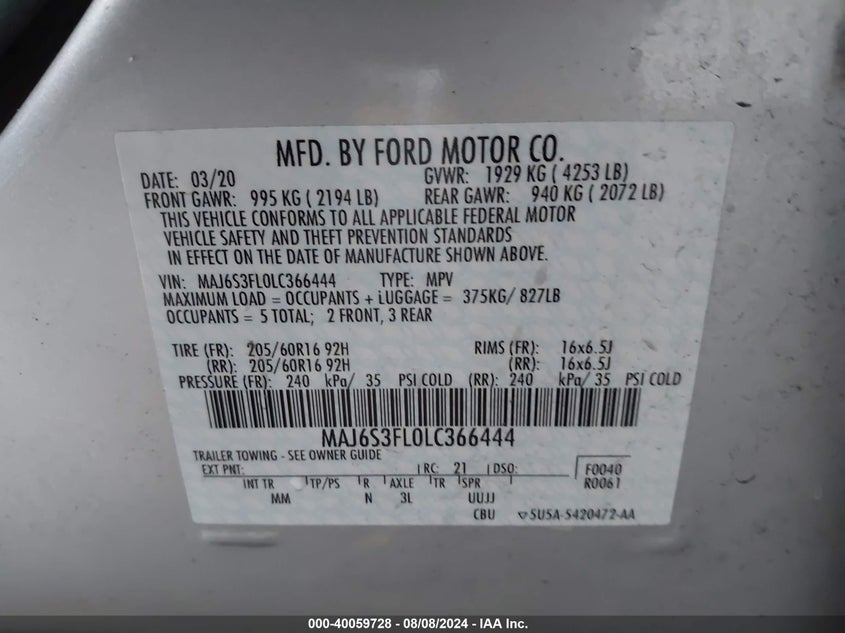 MFD. BY FORD MOTOR CO.
DATE: 03/20 GVWR: 1929 KG ( 4253 LB)
FRONT GAWR: 995 KG ( 2194 LB) REAR GAWR: 940 KG ( 2072 LB)
THIS VEHICLE CONFORMS TO ALL APPLICABLE FEDERAL MOTOR
VEHICLE SAFETY AND THEFT PREVENTION STANDARDS
IN EFFECT ON THE DATE OF MANUFACTURE SHOWN ABOVE.
VIN: MAJ6S3FL0LC366444 TYPE: MPV
MAXIMUM LOAD = OCCUPANTS + LUGGAGE = 375KG/ 827LB
OCCUPANTS = 5 TOTAL; 2 FRONT, 3 REAR
TIRE (FR): 205/60R16 92H RIMS (FR): 16x6.5J
(RR): 205/60R16 92H (RR): 16x6.5J
PRESSURE (FR): 240 kPa/ 35 PSI COLD (RR): 240 kPa/ 35 PSI COLD
MAJ6S3FL0LC366444
TRAILER TOWING - SEE OWNER GUIDE
EXT PNT: RC: 21 DSO: F0040
INT TR TP/PS R AXLE TR SPR R0061
MM N 3L UUJJ
CBU 5U5A-5420472-AA
000-40059728 - 08/08/2024 - IAA Inc.